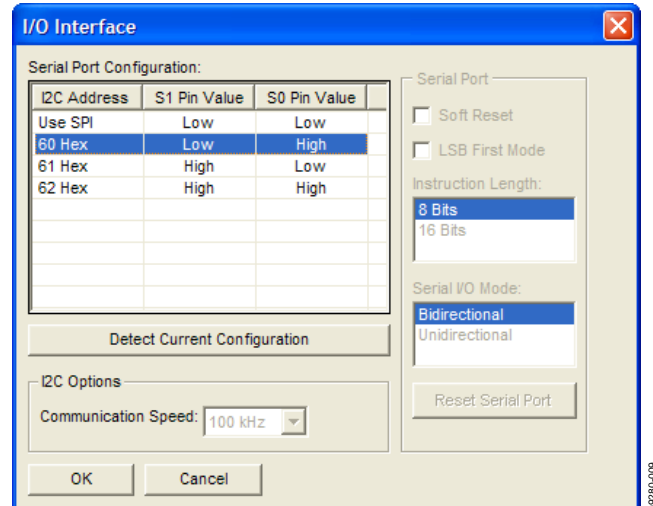 I/O Interface
Serial Port Configuration:
I2C Address S1 Pin Value S0 Pin Value
Use SPI Low Low
60 Hex Low High
61 Hex High Low
62 Hex High High
Detect Current Configuration
I2C Options
Communication Speed: 100 kHz
OK Cancel
Serial Port
Soft Reset
LSB First Mode
Instruction Length:
8 Bits
16 Bits
Serial I/O Mode:
Bidirectional
Unidirectional
Reset Serial Port